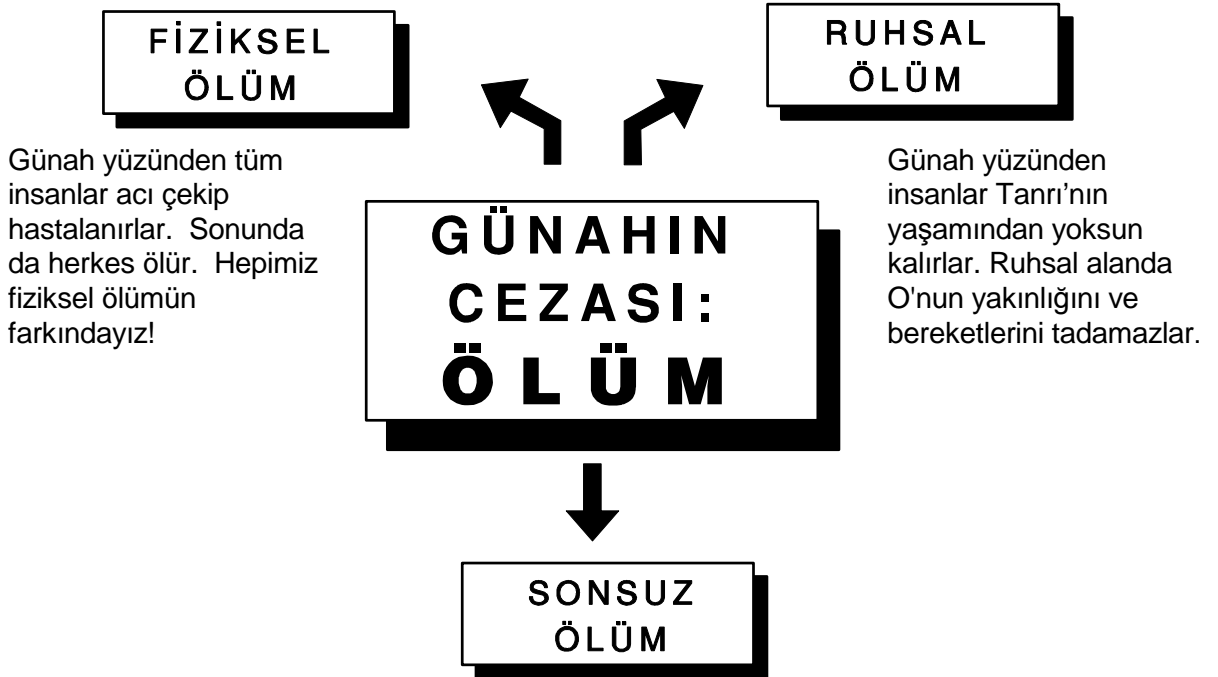 FİZİKSEL
ÖLÜM
RUHSAL
ÖLÜM
Günah yüzünden tüm
insanlar acı çekip
hastalanırlar.  Sonunda
da herkes ölür.  Hepimiz
fiziksel ölümün
farkındayız!
Günah yüzünden
insanlar Tanrı’nın
yaşamından yoksun
kalırlar. Ruhsal alanda
O'nun yakınlığını ve
bereketlerini tadamazlar.
GÜNAHIN
CEZASI:
ÖLÜM
SONSUZ
ÖLÜM